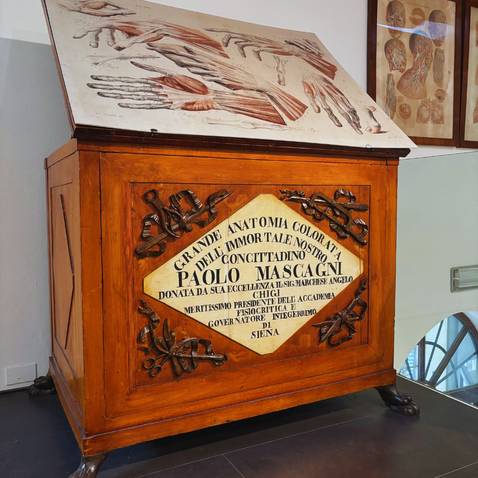 GRANDE ANATOMIA COLORATA
DELL'IMMORTALE NOSTRO
CONCITTADINO
PAOLO MASCAGNI
DONATA DA SUA ECCELLENZA IL SIG. MARCHESE ANGELO
CHIGI
MERITISSIMO PRESIDENTE DELL'ACCADEMIA
FISIOCRITICA E
GOVERNATORE INTEGERRIMO
DI
SIENA